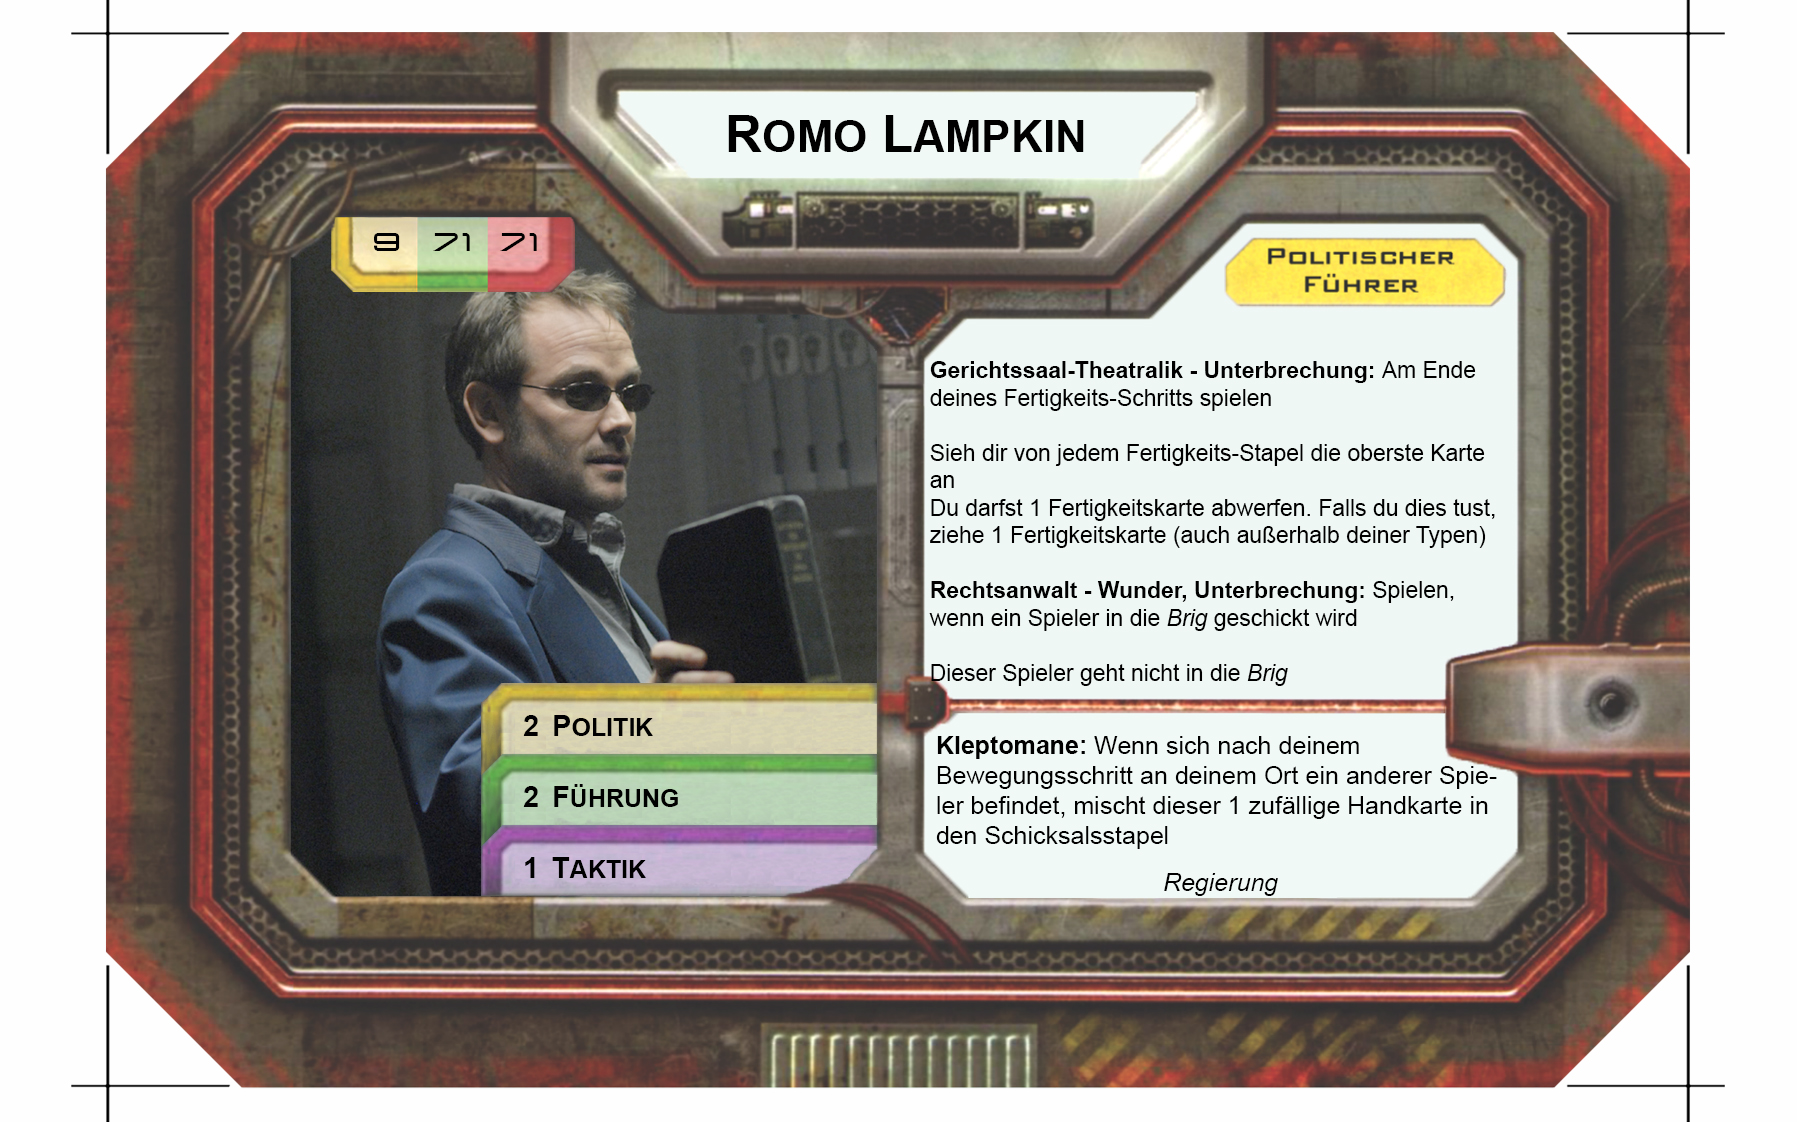 ROMO LAMPKIN
9 71 71
POLITISCHER
FÜHRER
Gerichtssaal-Theatralik - Unterbrechung: Am Ende
deines Fertigkeits-Schritts spielen
Sieh dir von jedem Fertigkeits-Stapel die oberste Karte
an
Du darfst 1 Fertigkeitskarte abwerfen. Falls du dies tust,
ziehe 1 Fertigkeitskarte (auch außerhalb deiner Typen)
Rechtsanwalt - Wunder, Unterbrechung: Spielen,
wenn ein Spieler in die Brig geschickt wird
Dieser Spieler geht nicht in die Brig
2 POLITIK
2 FÜHRUNG
1 TAKTIK
Kleptomane: Wenn sich nach deinem
Bewegungsschritt an deinem Ort ein anderer Spie-
ler befindet, mischt dieser 1 zufällige Handkarte in
den Schicksalsstapel
Regierung